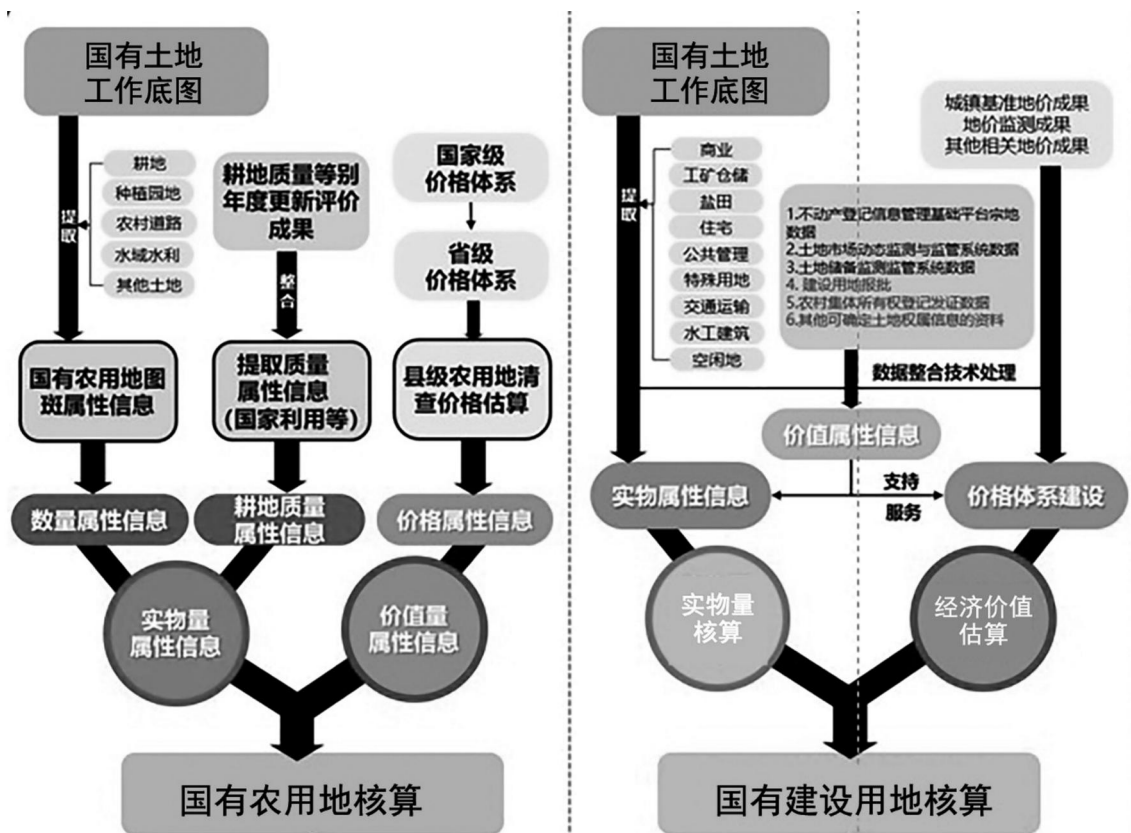 国有土地
工作底图
提取
耕地
种植园地
农村道路
水域水利
其他土地
耕地质量等别
年度更新评价
成果
整合
国家级
价格体系
省级
价格体系
国有农用地图
斑属性信息
提取质量
属性信息
(国家利用等)
县级农用地清
查价格估算
数量属性信息
耕地质量
属性信息
价格属性信息
实物量
属性信息
价值量
属性信息
国有农用地核算
国有土地
工作底图
提取
商业
工矿仓储
盐田
住宅
公共管理
特殊用地
交通运输
水工建筑
空闲地
城镇基准地价成果
地价监测成果
其他相关地价成果
1.不动产登记信息管理基础平台宗地
数据
2.土地市场动态监测与监管系统数据
3.土地储备监测监管系统数据
4. 建设用地报批
5.农村集体所有权登记发证数据
6.其他可确定土地权属信息的资料
数据整合技术处理
价值属性信息
实物属性信息
支持
服务
价格体系建设
实物量
核算
经济价值
估算
国有建设用地核算